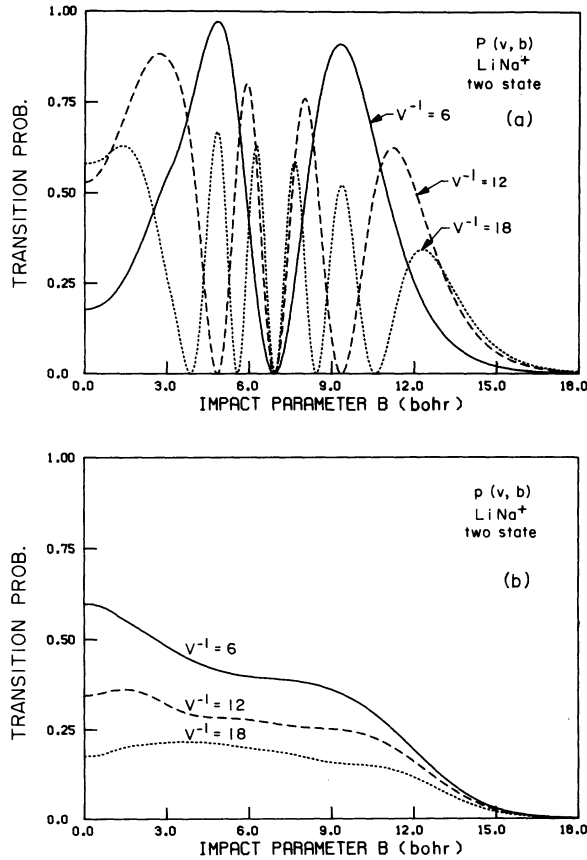 1.00
0.75
0.50
0.25
0.0
TRANSITION PROB.
P (v, b)
LiNa+
two state
(a)
V⁻¹ = 6
V⁻¹ = 12
V⁻¹ = 18
0.0 3.0 6.0 9.0 12.0 15.0 18.0
IMPACT PARAMETER B (bohr)
1.00
0.75
0.50
0.25
0.0
TRANSITION PROB.
p (v, b)
LiNa+
two state
(b)
V⁻¹ = 6
V⁻¹ = 12
V⁻¹ = 18
0.0 3.0 6.0 9.0 12.0 15.0 18.0
IMPACT PARAMETER B (bohr)